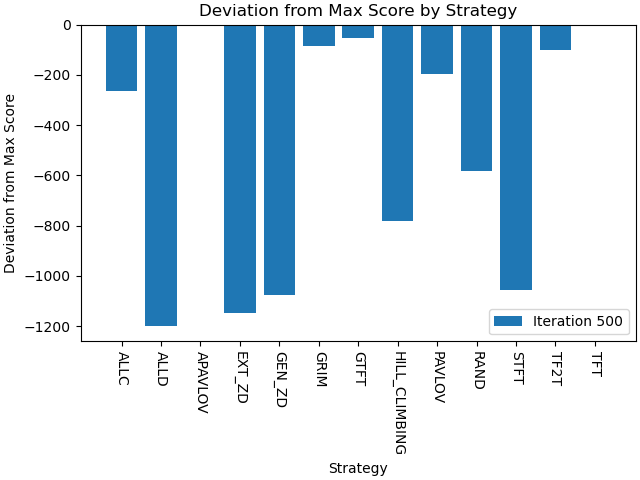 Deviation from Max Score by Strategy
Deviation from Max Score
0
−200
−400
−600
−800
−1000
−1200
Iteration 500
ALLC
ALLD
APAVLOV
EXT_ZD
GEN_ZD
GRIM
GTFT
HILL_CLIMBING
PAVLOV
RAND
STFT
TF2T
TFT
Strategy